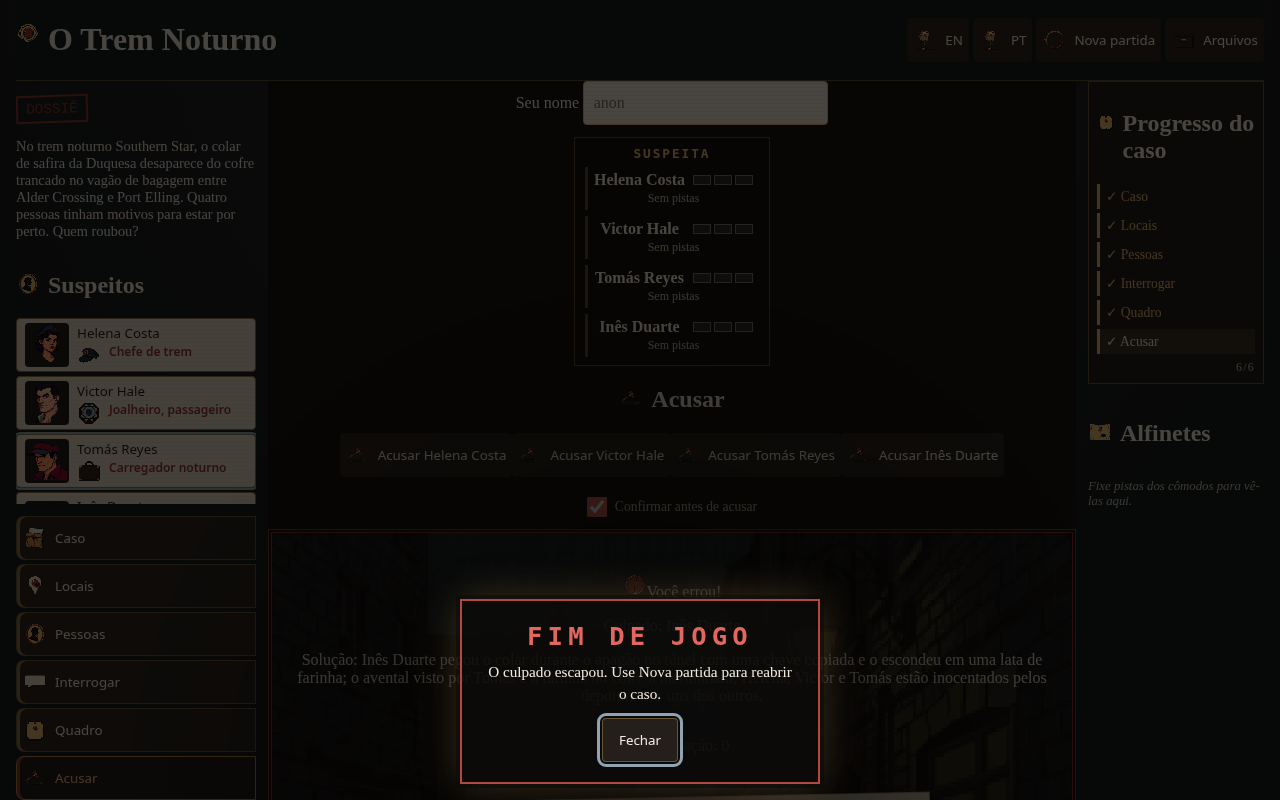 O Trem Noturno
EN
PT
Nova partida
Arquivos
DOSSIÊ
No trem noturno Southern Star, o colar
de safira da Duquesa desaparece do cofre
trancado no vagão de bagagem entre
Alder Crossing e Port Elling. Quatro
pessoas tinham motivos para estar por
perto. Quem roubou?
Suspeitos
Helena Costa
Chefe de trem
Victor Hale
Joalheiro, passageiro
Tomás Reyes
Carregador noturno
Caso
Locais
Pessoas
Interrogar
Quadro
Acusar
Seu nome
anon
SUSPEITA
Helena Costa
Sem pistas
Victor Hale
Sem pistas
Tomás Reyes
Sem pistas
Inês Duarte
Sem pistas
Acusar
Acusar Helena Costa
Acusar Victor Hale
Acusar Tomás Reyes
Acusar Inês Duarte
Confirmar antes de acusar
Você errou!
Solução: Inês Duarte
copiada e o escondeu em uma lata de
farinha; o avental visto
e Tomás estão inocentados pelos
FIM DE JOGO
O culpado escapou. Use Nova partida para reabrir
o caso.
Fechar
Progresso do
caso
✓ Caso
✓ Locais
✓ Pessoas
✓ Interrogar
✓ Quadro
✓ Acusar
6/6
Alfinetes
Fixe pistas dos cômodos para vê-
las aqui.